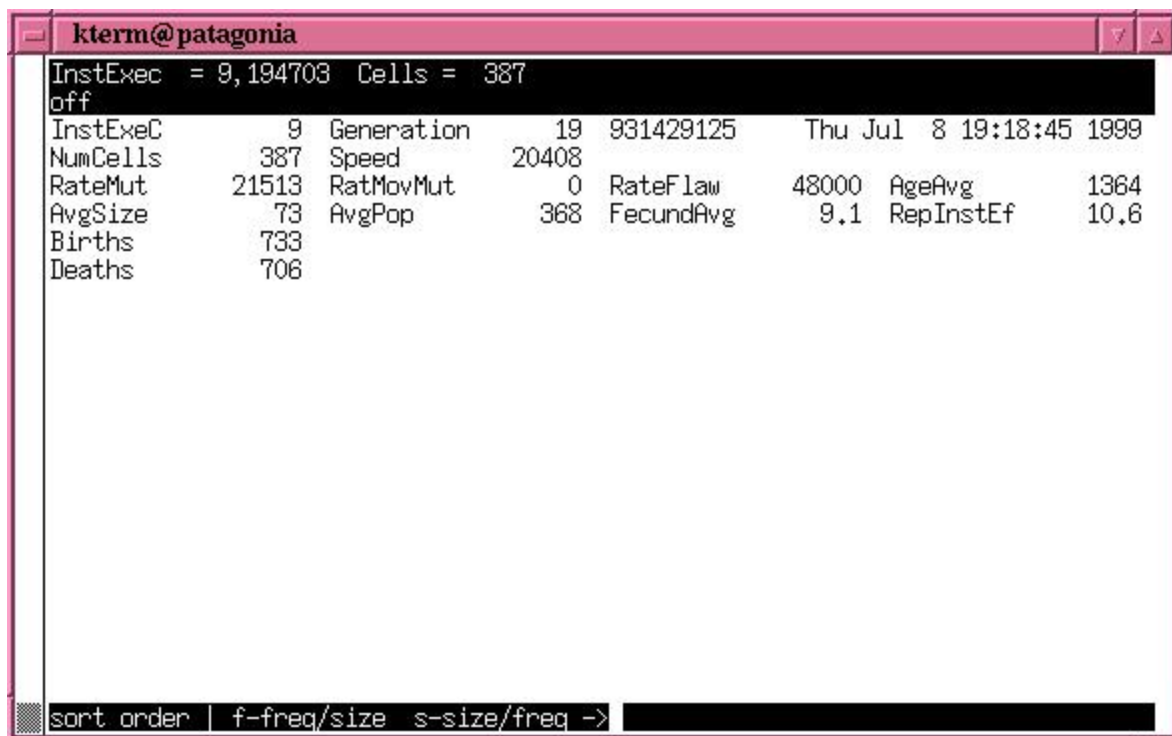 kterm@patagonia
InstExec  = 9,194703  Cells =  387
off
InstExeC 9 Generation 19 931429125 Thu Jul  8 19:18:45 1999
NumCells 387 Speed 20408
RateMut 21513 RatMovMut 0 RateFlaw 48000 AgeAvg 1364
AvgSize 73 AvgPop 368 FecundAvg 9.1 RepInstEf 10.6
Births 733
Deaths 706
sort order | f-freq/size  s-size/freq ->